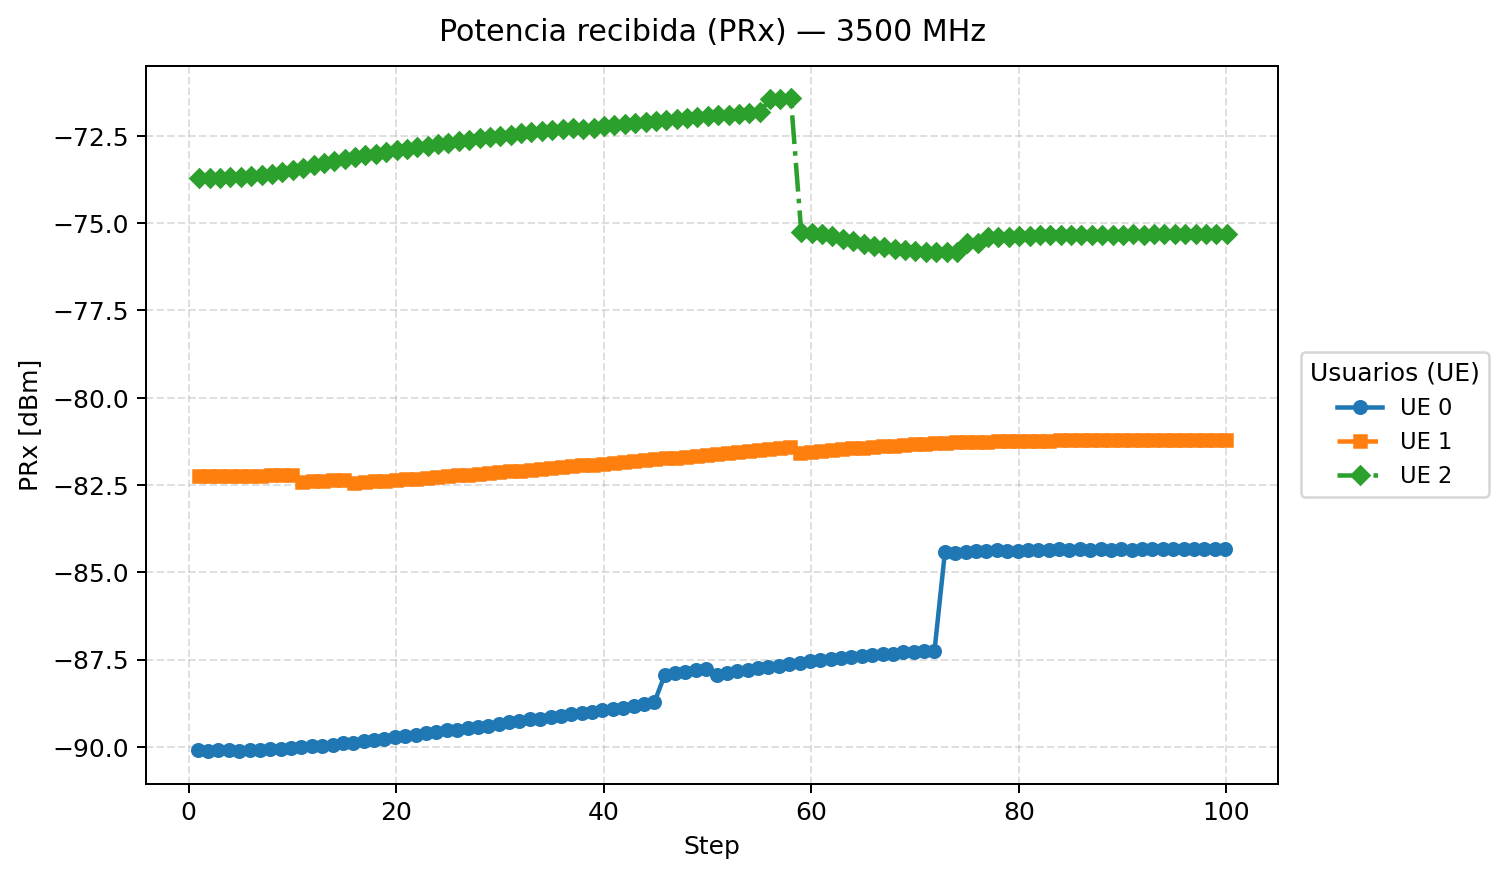 Potencia recibida (PRx) — 3500 MHz
PRx [dBm]
−72.5
−75.0
−77.5
−80.0
−82.5
−85.0
−87.5
−90.0
0 20 40 60 80 100
Step
Usuarios (UE)
UE 0
UE 1
UE 2